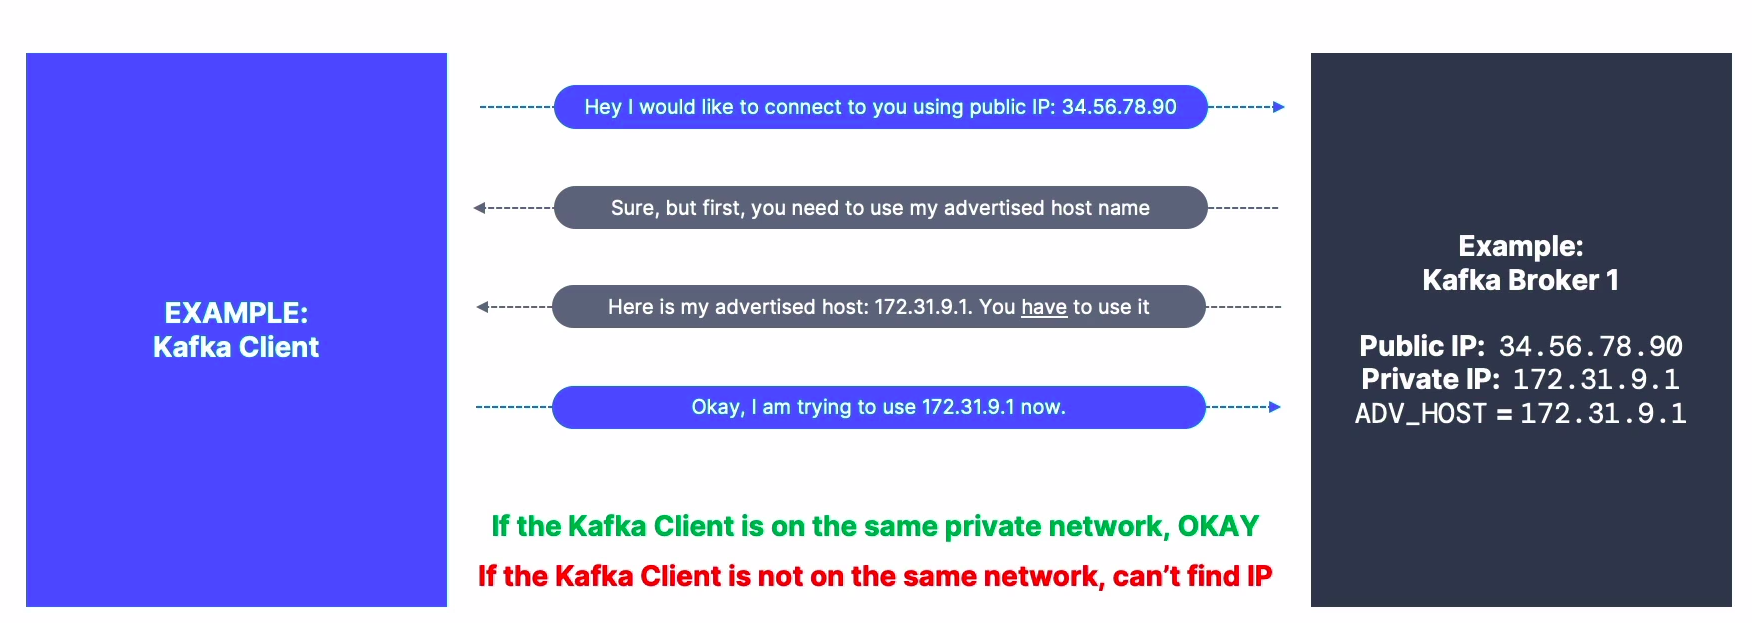 EXAMPLE:
Kafka Client
Hey I would like to connect to you using public IP: 34.56.78.90
Sure, but first, you need to use my advertised host name
Here is my advertised host: 172.31.9.1. You have to use it
Okay, I am trying to use 172.31.9.1 now.
If the Kafka Client is on the same private network, OKAY
If the Kafka Client is not on the same network, can’t find IP
Example:
Kafka Broker 1
Public IP: 34.56.78.90
Private IP: 172.31.9.1
ADV_HOST = 172.31.9.1